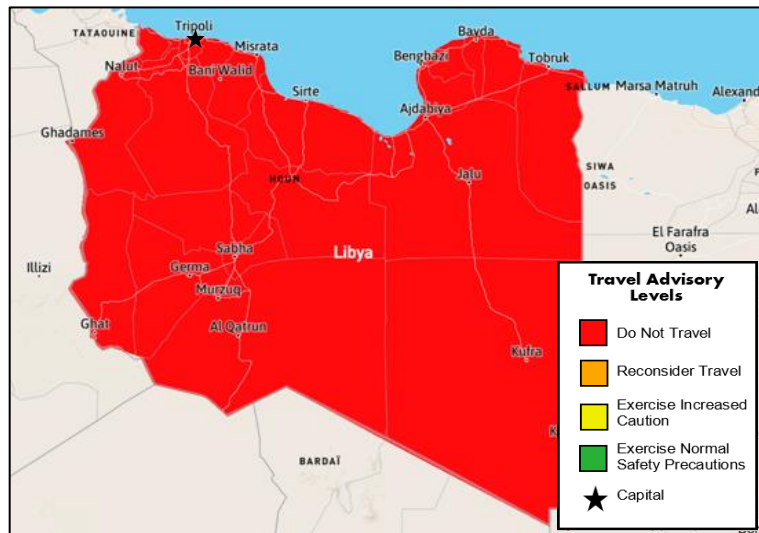 Tripoli
TATAOUINE
Misrata
Bayda
Nalut
Bani Walid
Benghazi
Tobruk
Sirte
SALLUM
Marsa Matruh
Alexand
Ajdabiya
Ghadames
SIWA
OASIS
HOUN
Jalu
El Farafra
Oasis
Sabha
Libya
Illizi
Germa
Murzuq
Ghat
Al Qatrun
Kufra
BARDAÏ
Travel Advisory
Levels
Do Not Travel
Reconsider Travel
Exercise Increased
Caution
Exercise Normal
Safety Precautions
Capital